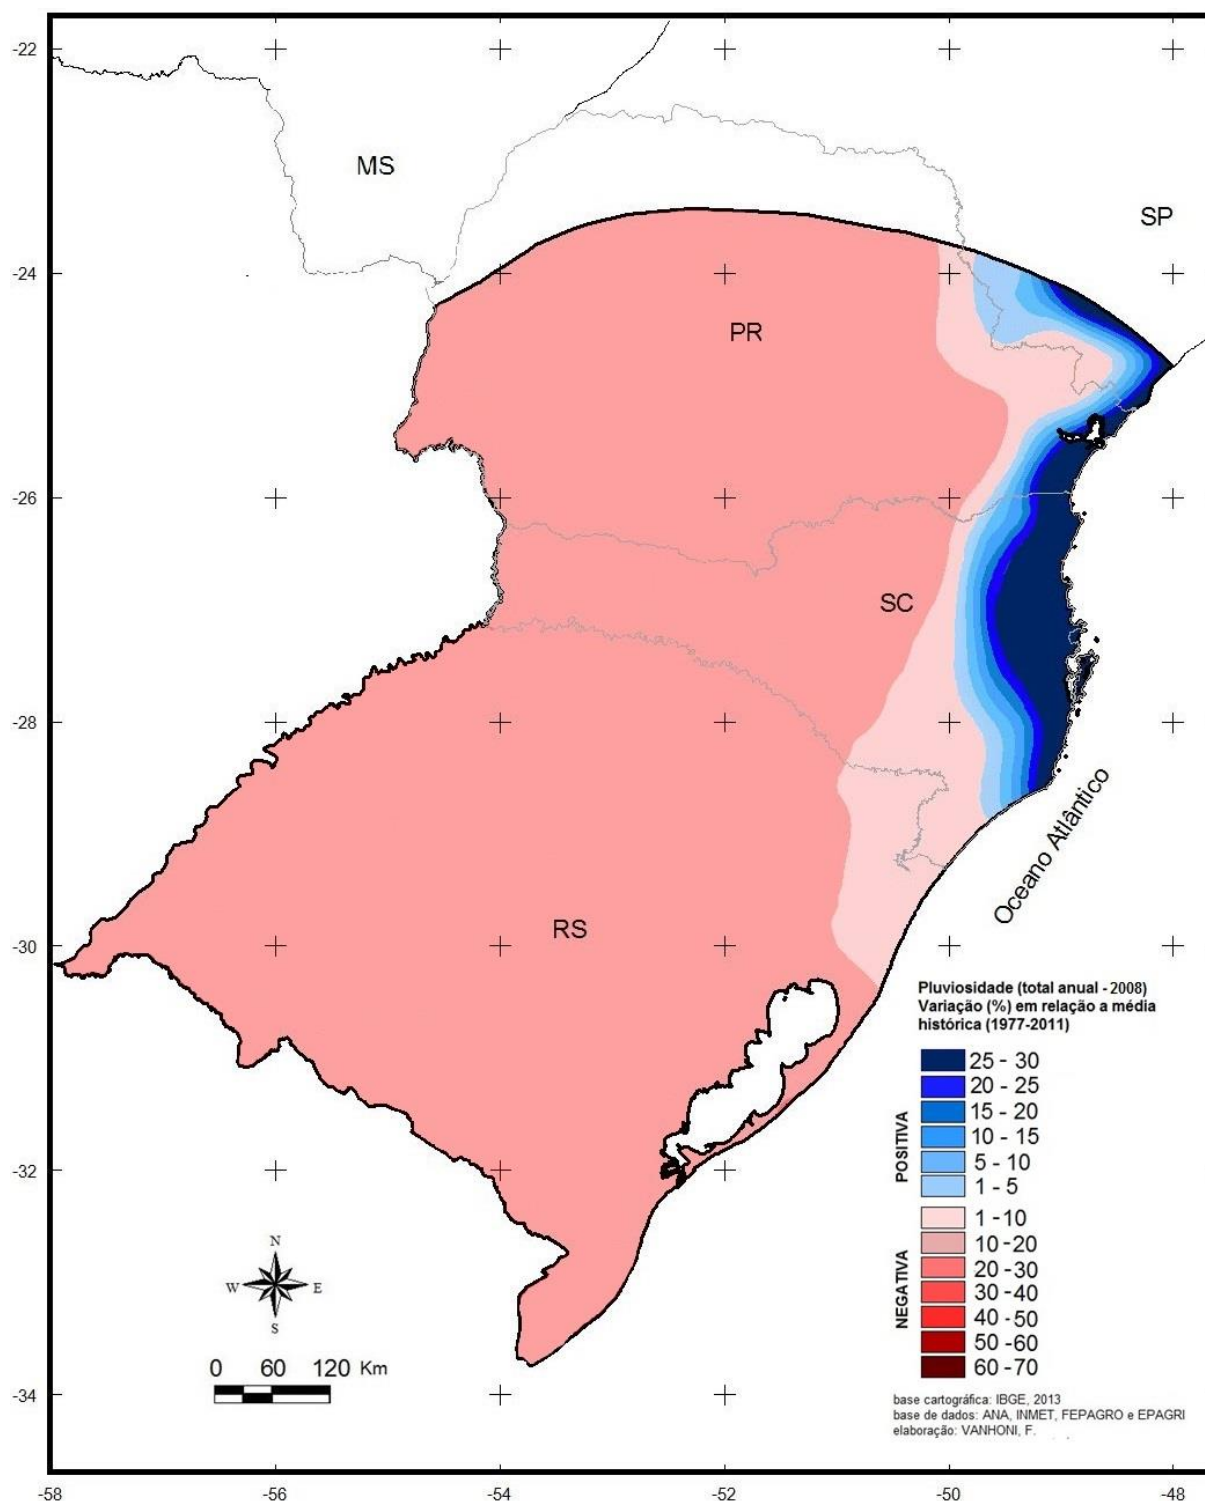 -22
MS
SP
-24
PR
-26
SC
-28
Oceano Atlântico
RS
-30
Pluviosidade (total anual - 2008)
Variação (%) em relação a média
histórica (1977-2011)
POSITIVA
25 - 30
20 - 25
15 - 20
10 - 15
5 - 10
1 - 5
NEGATIVA
1 - 10
10 - 20
20 - 30
30 - 40
40 - 50
50 - 60
60 - 70
-32
N
W E
S
0 60 120 Km
-34
base cartográfica: IBGE, 2013
base de dados: ANA, INMET, FEPAGRO e EPAGRI
elaboração: VANHONI, F.
-58 -56 -54 -52 -50 -48